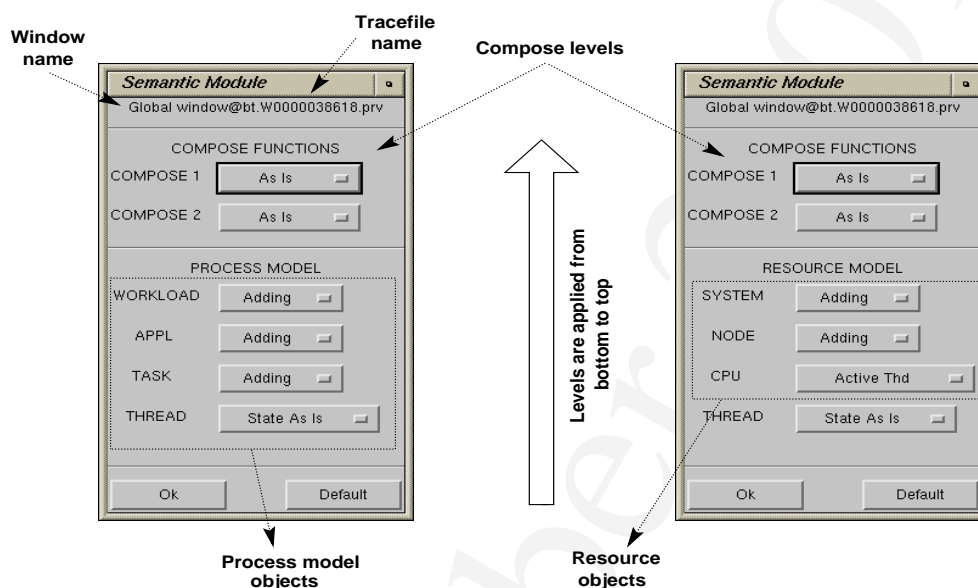 Tracefile
name
Window
name
Compose levels
Semantic Module
Global window@bt.W0000038618.prv
COMPOSE FUNCTIONS
COMPOSE 1 As Is
COMPOSE 2 As Is
PROCESS MODEL
WORKLOAD Adding
APPL Adding
TASK Adding
THREAD State As Is
Ok Default
Process model
objects
Levels are applied from
bottom to top
Semantic Module
Global window@bt.W0000038618.prv
COMPOSE FUNCTIONS
COMPOSE 1 As Is
COMPOSE 2 As Is
RESOURCE MODEL
SYSTEM Adding
NODE Adding
CPU Active Thd
THREAD State As Is
Ok Default
Resource
objects